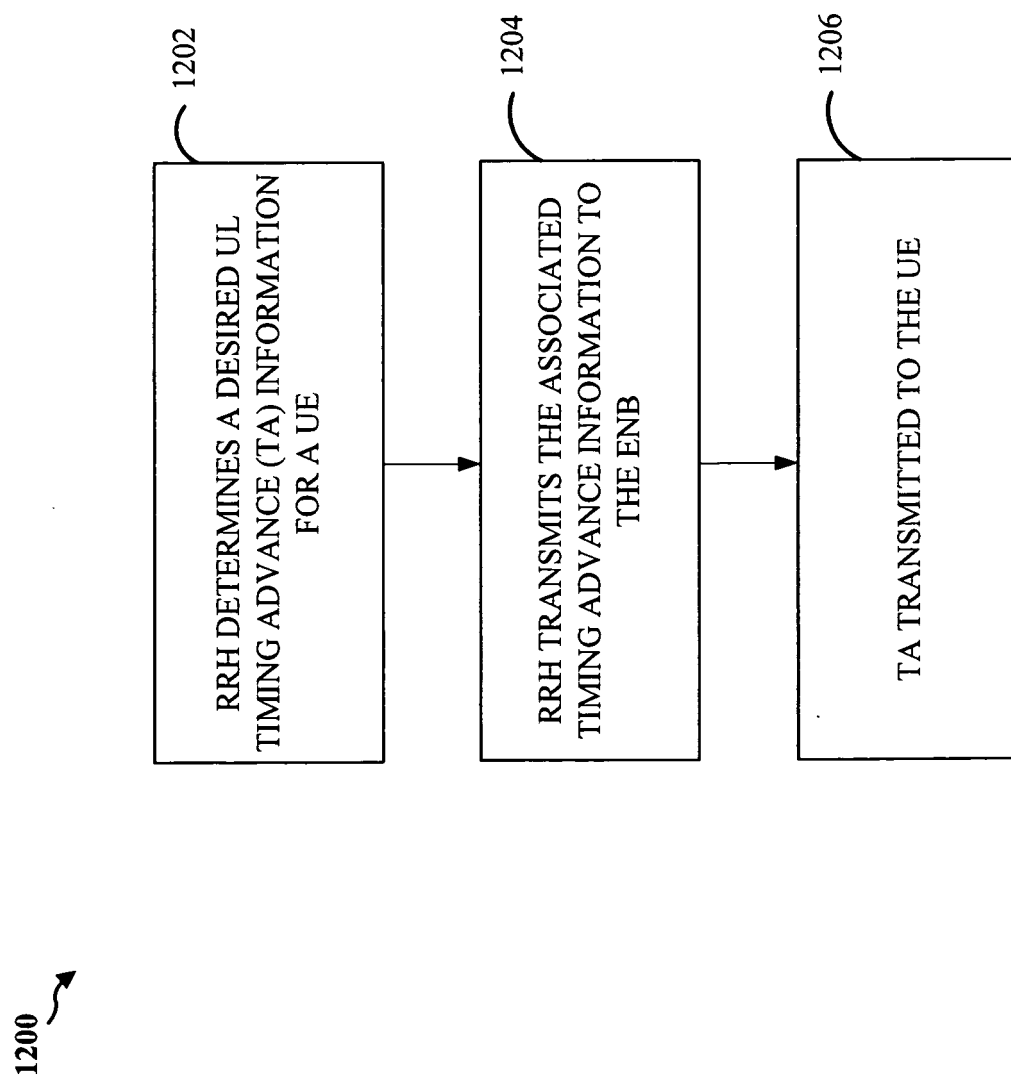 1200
RRH DETERMINES A DESIRED UL
TIMING ADVANCE (TA) INFORMATION
FOR A UE
1202
RRH TRANSMITS THE ASSOCIATED
TIMING ADVANCE INFORMATION TO
THE ENB
1204
TA TRANSMITTED TO THE UE
1206